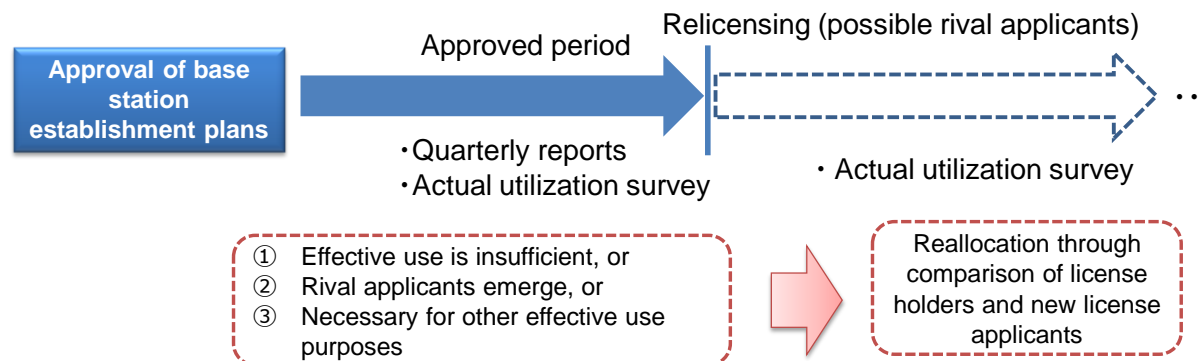 Relicensing (possible rival applicants)
Approved period
Approval of base
station
establishment plans
・・
・Quarterly reports
・Actual utilization survey
・Actual utilization survey
① Effective use is insufficient, or
② Rival applicants emerge, or
③ Necessary for other effective use
purposes
Reallocation through
comparison of license
holders and new license
applicants